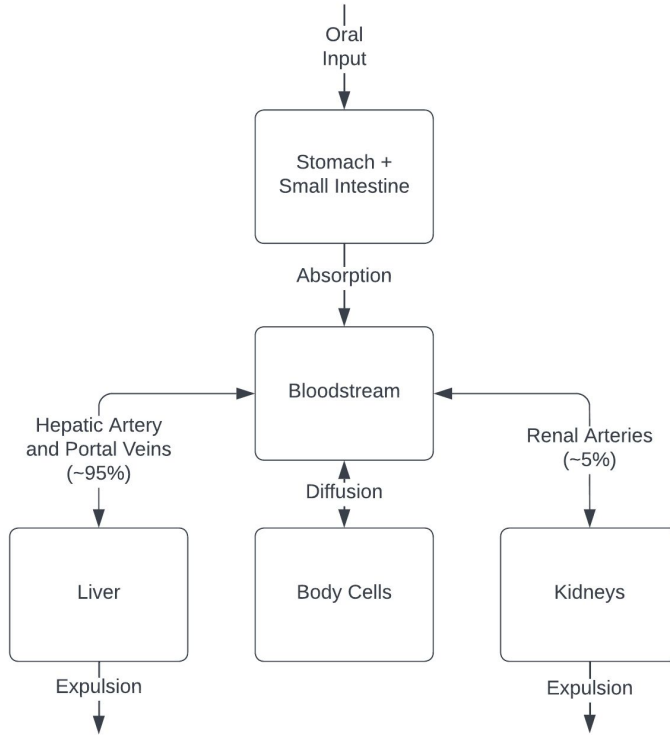 Oral
Input
Stomach +
Small Intestine
Absorption
Bloodstream
Hepatic Artery
and Portal Veins
(~95%)
Renal Arteries
(~5%)
Diffusion
Liver
Body Cells
Kidneys
Expulsion
Expulsion